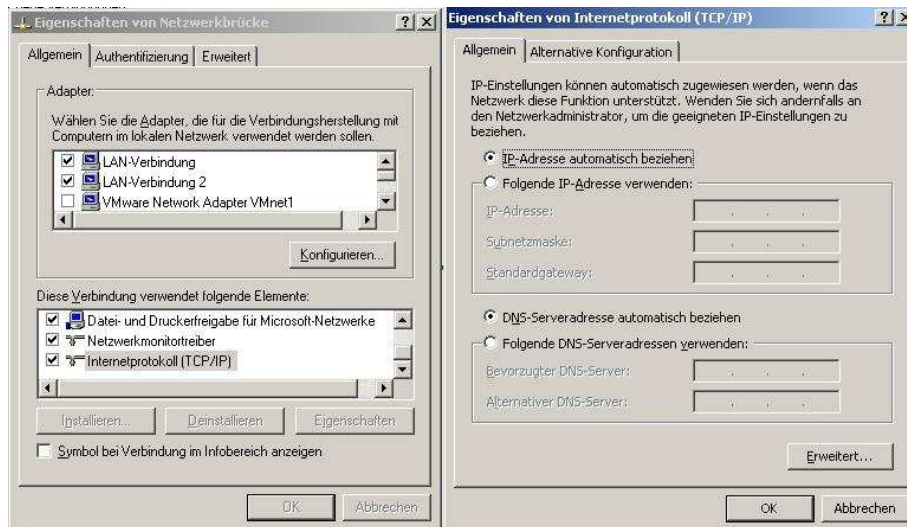 Eigenschaften von Netzwerkbrücke
Allgemein
Authentifizierung
Erweitert
Adapter:
Wählen Sie die Adapter, die für die Verbindungsherstellung mit
Computern im lokalen Netzwerk verwendet werden sollen.
LAN-Verbindung
LAN-Verbindung 2
VMware Network Adapter VMnet1
Konfigurieren...
Diese Verbindung verwendet folgende Elemente:
Datei- und Druckerfreigabe für Microsoft-Netzwerke
Netzwerkmonitortreiber
Internetprotokoll (TCP/IP)
Installieren...
Deinstallieren
Eigenschaften
Symbol bei Verbindung im Infobereich anzeigen
OK
Abbrechen
Eigenschaften von Internetprotokoll (TCP/IP)
Allgemein
Alternative Konfiguration
IP-Einstellungen können automatisch zugewiesen werden, wenn das
Netzwerk diese Funktion unterstützt. Wenden Sie sich andernfalls an
den Netzwerkadministrator, um die geeigneten IP-Einstellungen zu
beziehen.
IP-Adresse automatisch beziehen
Folgende IP-Adresse verwenden:
IP-Adresse:
Subnetzmaske:
Standardgateway:
DNS-Serveradresse automatisch beziehen
Folgende DNS-Serveradressen verwenden:
Bevorzugter DNS-Server:
Alternativer DNS-Server:
Erweitert...
OK
Abbrechen